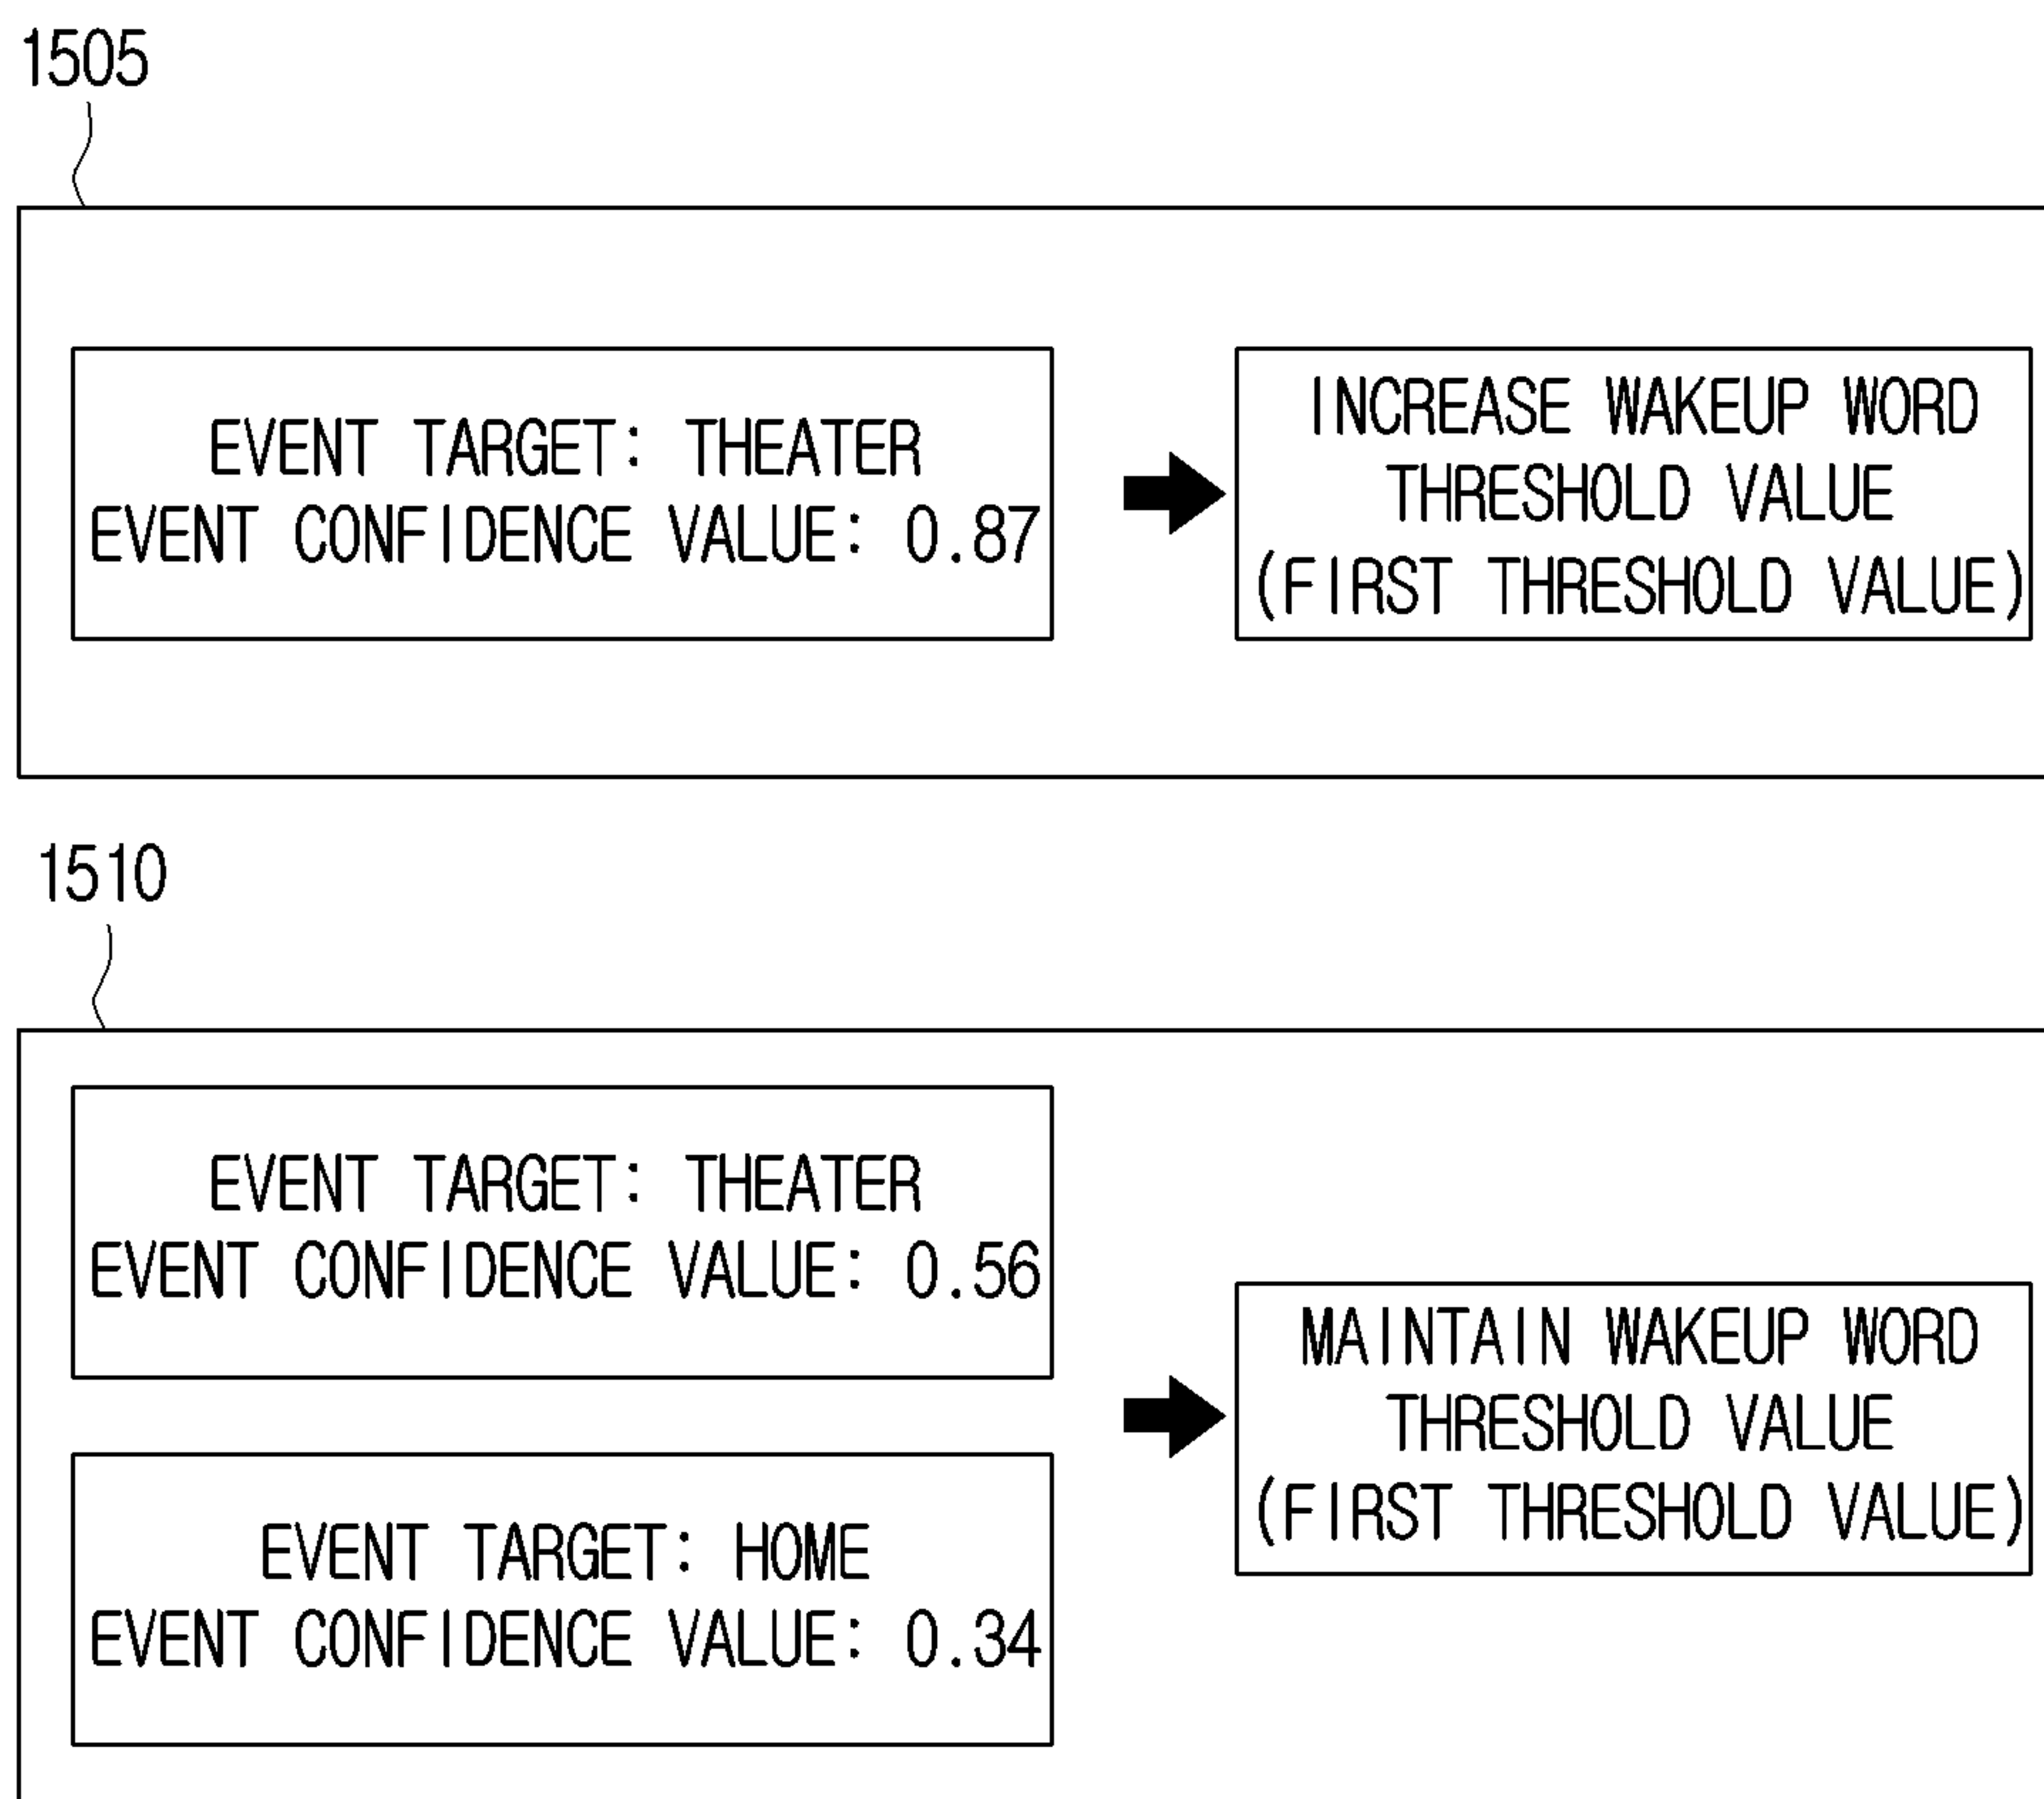 1505
EVENT TARGET: THEATER
EVENT CONFIDENCE VALUE: 0.87
INCREASE WAKEUP WORD
THRESHOLD VALUE
(FIRST THRESHOLD VALUE)
1510
EVENT TARGET: THEATER
EVENT CONFIDENCE VALUE: 0.56
EVENT TARGET: HOME
EVENT CONFIDENCE VALUE: 0.34
MAINTAIN WAKEUP WORD
THRESHOLD VALUE
(FIRST THRESHOLD VALUE)